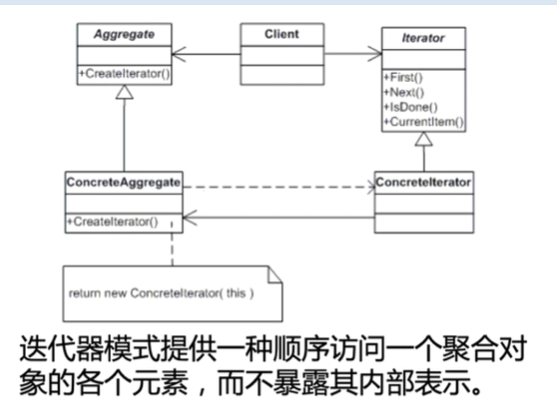 Aggregate
Client
Iterator
+CreateIterator()
+First()
+Next()
+IsDone()
+CurrentItem()
ConcreteAggregate
ConcreteIterator
+CreateIterator()
return new ConcreteIterator( this )
迭代器模式提供一种顺序访问一个聚合对
象的各个元素，而不暴露其内部表示。